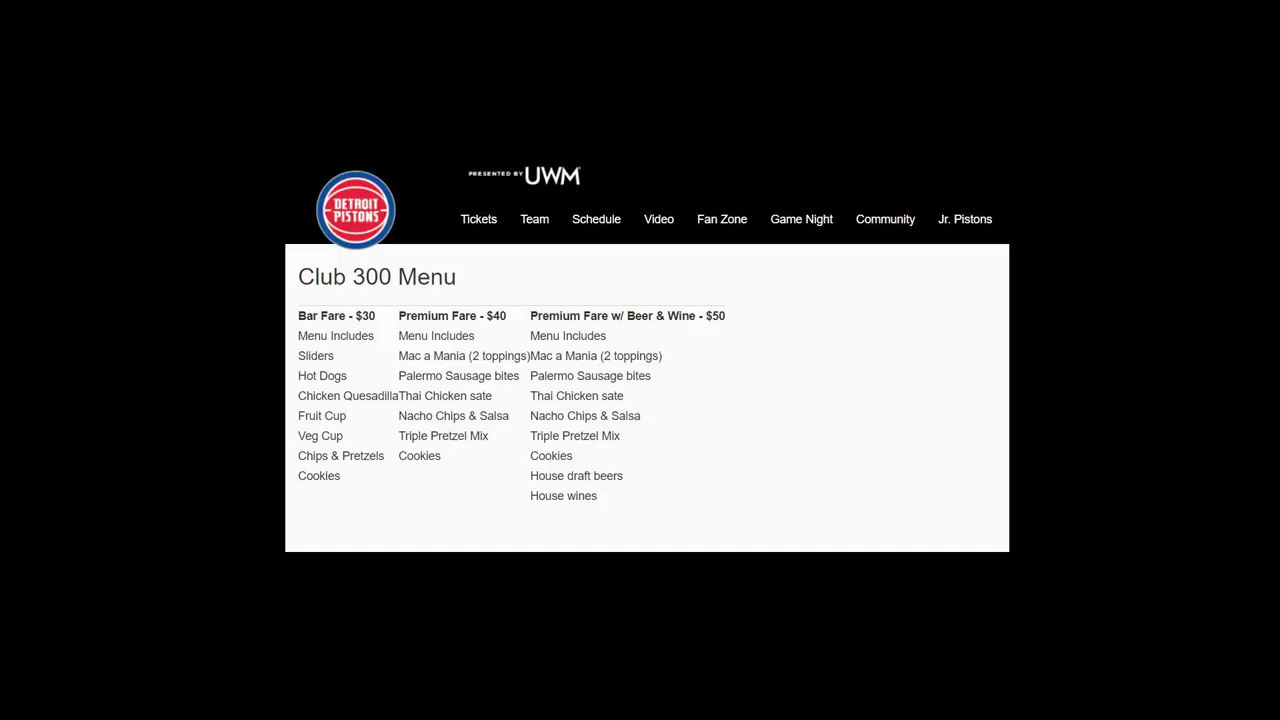 PRESENTED BY UWM
DETROIT
PISTONS
Tickets Team Schedule Video Fan Zone Game Night Community Jr. Pistons
Club 300 Menu
Bar Fare - $30 Premium Fare - $40 Premium Fare w/ Beer & Wine - $50
Menu Includes Menu Includes Menu Includes
Sliders Mac a Mania (2 toppings) Mac a Mania (2 toppings)
Hot Dogs Palermo Sausage bites Palermo Sausage bites
Chicken Quesadilla Thai Chicken sate Thai Chicken sate
Fruit Cup Nacho Chips & Salsa Nacho Chips & Salsa
Veg Cup Triple Pretzel Mix Triple Pretzel Mix
Chips & Pretzels Cookies Cookies
Cookies House draft beers
House wines